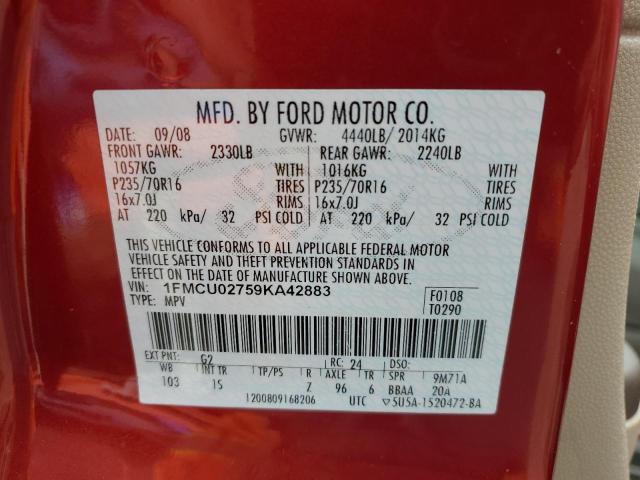 MFD. BY FORD MOTOR CO.
DATE: 09/08 GVWR: 4440LB/ 2014KG
FRONT GAWR: 2330LB REAR GAWR: 2240LB
1057KG WITH 1016KG WITH
P235/70R16 TIRES P235/70R16 TIRES
16x7.0J RIMS 16x7.0J RIMS
AT 220 kPa/ 32 PSI COLD AT 220 kPa/ 32 PSI COLD
THIS VEHICLE CONFORMS TO ALL APPLICABLE FEDERAL MOTOR
VEHICLE SAFETY AND THEFT PREVENTION STANDARDS IN
EFFECT ON THE DATE OF MANUFACTURE SHOWN ABOVE.
VIN: 1FMCU02759KA42883 F0108
TYPE: MPV T0290
EXT PNT: G2 RC: 24 DSO:
WB INT TR TP/PS R AXLE TR SPR 9M71A
103 15 Z 96 6 BBAA 20A
1200809168206 UTC ▽5U5A-1520472-BA